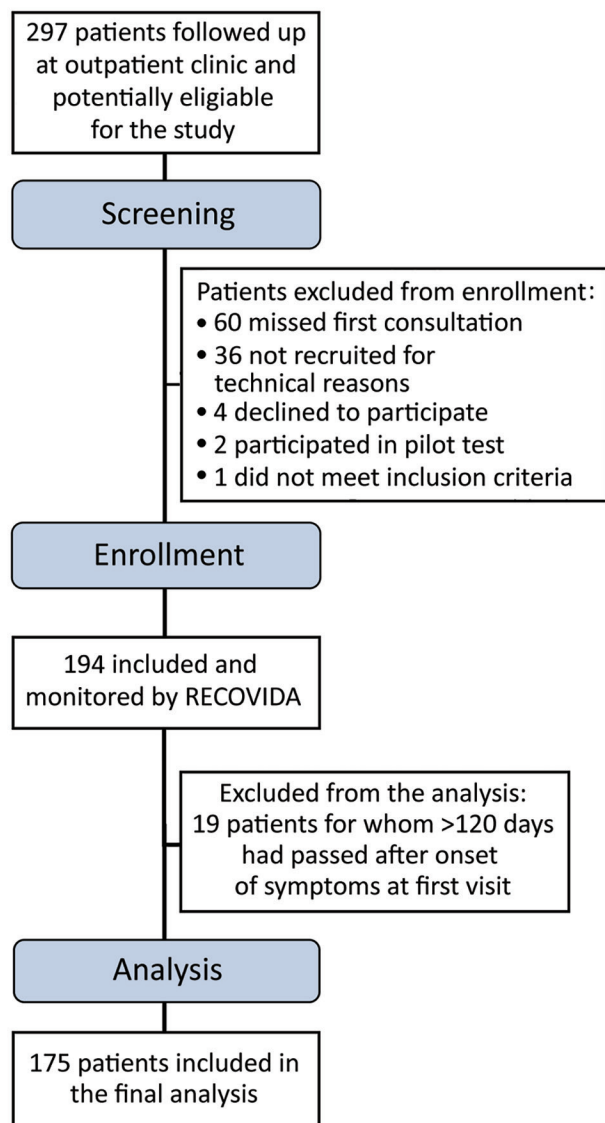 297 patients followed up
at outpatient clinic and
potentially eligiable
for the study
Screening
Patients excluded from enrollment:
• 60 missed first consultation
• 36 not recruited for
technical reasons
• 4 declined to participate
• 2 participated in pilot test
• 1 did not meet inclusion criteria
Enrollment
194 included and
monitored by RECOVIDA
Excluded from the analysis:
19 patients for whom >120 days
had passed after onset
of symptoms at first visit
Analysis
175 patients included in
the final analysis